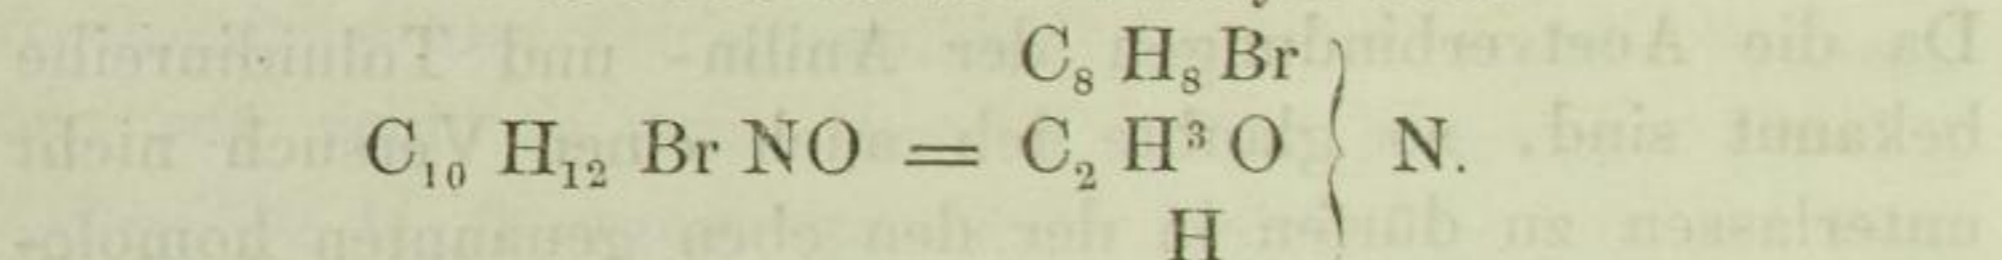 C₈ H₈ Br
C₁₀ H₁₂ Br NO = C₂ H³ O } N.
H